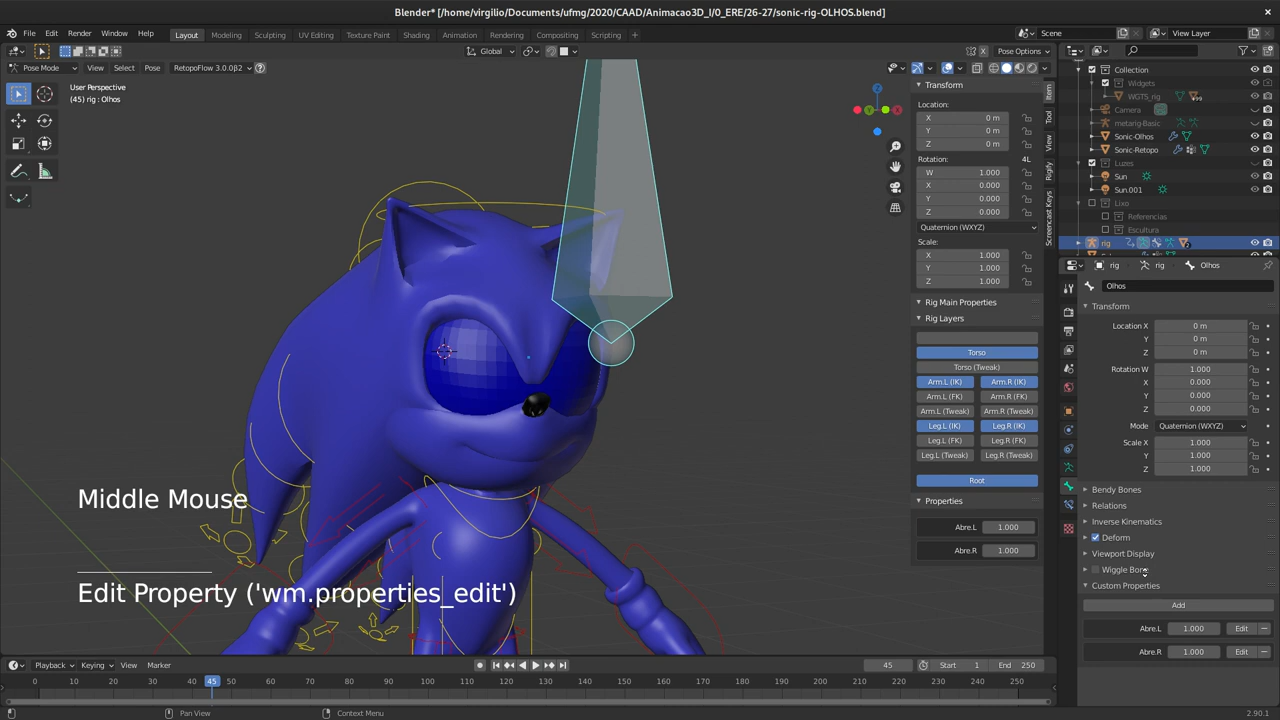 Blender* [/home/virgilio/Documents/ufmg/2020/CAAD/Animacao3D_I/0_ERE/26-27/sonic-rig-OLHOS.blend]
File Edit Render Window Help Layout Modeling Sculpting UV Editing Texture Paint Shading Animation Rendering Compositing Scripting + Scene View Layer
Global X Pose Options
Pose Mode View Select Pose RetopoFlow 3.0.0β2
User Perspective
(45) rig : Olhos
Z
X
Y
Transform
Location:
X 0 m
Y 0 m
Z 0 m
Rotation: 4L
W 1.000
X 0.000
Y 0.000
Z 0.000
Quaternion (WXYZ)
Scale:
X 1.000
Y 1.000
Z 1.000
Rig Main Properties
Rig Layers
Torso
Torso (Tweak)
Arm.L (IK) Arm.R (IK)
Arm.L (FK) Arm.R (FK)
Arm.L (Tweak) Arm.R (Tweak)
Leg.L (IK) Leg.R (IK)
Leg.L (FK) Leg.R (FK)
Leg.L (Tweak) Leg.R (Tweak)
Root
Properties
Abre.L 1.000
Abre.R 1.000
Item
Tool
View
Rigify
Screencast Keys
Collection
Widgets
WGTS_rig
Camera
metarig-Basic
Sonic-Olhos
Sonic-Retopo
Luzes
Sun
Sun.001
Lixo
Referencias
Escultura
rig
rig rig Olhos
Olhos
Transform
Location X 0 m
Y 0 m
Z 0 m
Rotation W 1.000
X 0.000
Y 0.000
Z 0.000
Mode Quaternion (WXYZ)
Scale X 1.000
Y 1.000
Z 1.000
Bendy Bones
Relations
Inverse Kinematics
Deform
Viewport Display
Wiggle Bone
Custom Properties
Add
Abre.L 1.000 Edit
Abre.R 1.000 Edit
Middle Mouse
Edit Property ('wm.properties_edit')
Playback Keying View Marker 45 Start 1 End 250
0 10 20 30 40 45 50 60 70 80 90 100 110 120 130 140 150 160 170 180 190 200 210 220 230 240 250
Pan View Context Menu 2.90.1